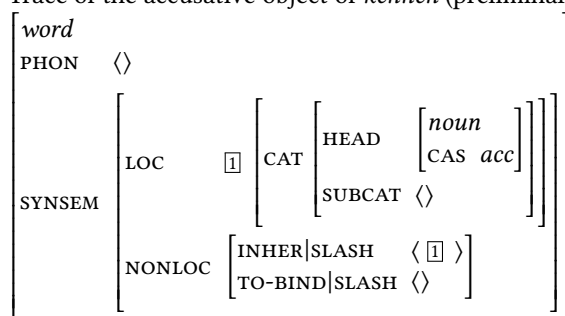 Trace of the accusative object of kennen (preliminar
word
PHON ⟨⟩
SYNSEM LOC 1 CAT HEAD noun
CAS acc
SUBCAT ⟨⟩
NONLOC INHER|SLASH ⟨ 1 ⟩
TO-BIND|SLASH ⟨⟩